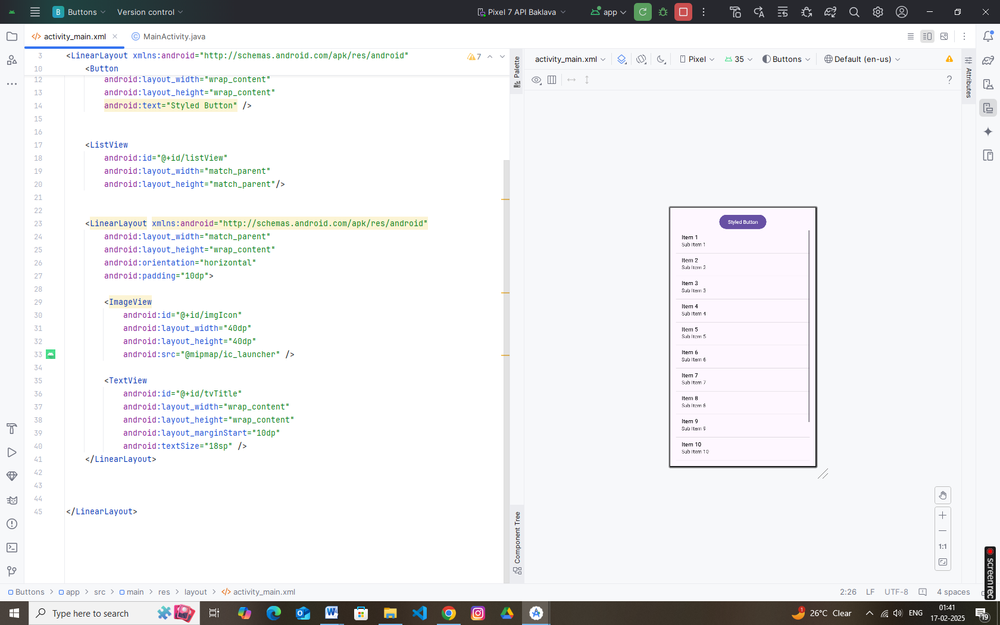 B Buttons
Version control
Pixel 7 API Baklava
app
activity_main.xml
MainActivity.java
3 <LinearLayout xmlns:android="http://schemas.android.com/apk/res/android"
7
10 <Button
12 android:layout_width="wrap_content"
13 android:layout_height="wrap_content"
14 android:text="Styled Button" />
15
16
17 <ListView
18 android:id="@+id/listView"
19 android:layout_width="match_parent"
20 android:layout_height="match_parent"/>
21
22
23 <LinearLayout xmlns:android="http://schemas.android.com/apk/res/android"
24 android:layout_width="match_parent"
25 android:layout_height="wrap_content"
26 android:orientation="horizontal"
27 android:padding="10dp">
28
29 <ImageView
30 android:id="@+id/imgIcon"
31 android:layout_width="40dp"
32 android:layout_height="40dp"
33 android:src="@mipmap/ic_launcher" />
34
35 <TextView
36 android:id="@+id/tvTitle"
37 android:layout_width="wrap_content"
38 android:layout_height="wrap_content"
39 android:layout_marginStart="10dp"
40 android:textSize="18sp" />
41 </LinearLayout>
42
43
44
45 </LinearLayout>
Palette
Component Tree
activity_main.xml
Pixel
35
Buttons
Default (en-us)
?
Attributes
Styled Button
Item 1
Sub Item 1
Item 2
Sub Item 2
Item 3
Sub Item 3
Item 4
Sub Item 4
Item 5
Sub Item 5
Item 6
Sub Item 6
Item 7
Sub Item 7
Item 8
Sub Item 8
Item 9
Sub Item 9
Item 10
Sub Item 10
1:1
screenrec
Buttons > app > src > main > res > layout > activity_main.xml
2:26 LF UTF-8 4 spaces
Type here to search
1
26°C Clear
ENG
01:41
17-02-2025
19